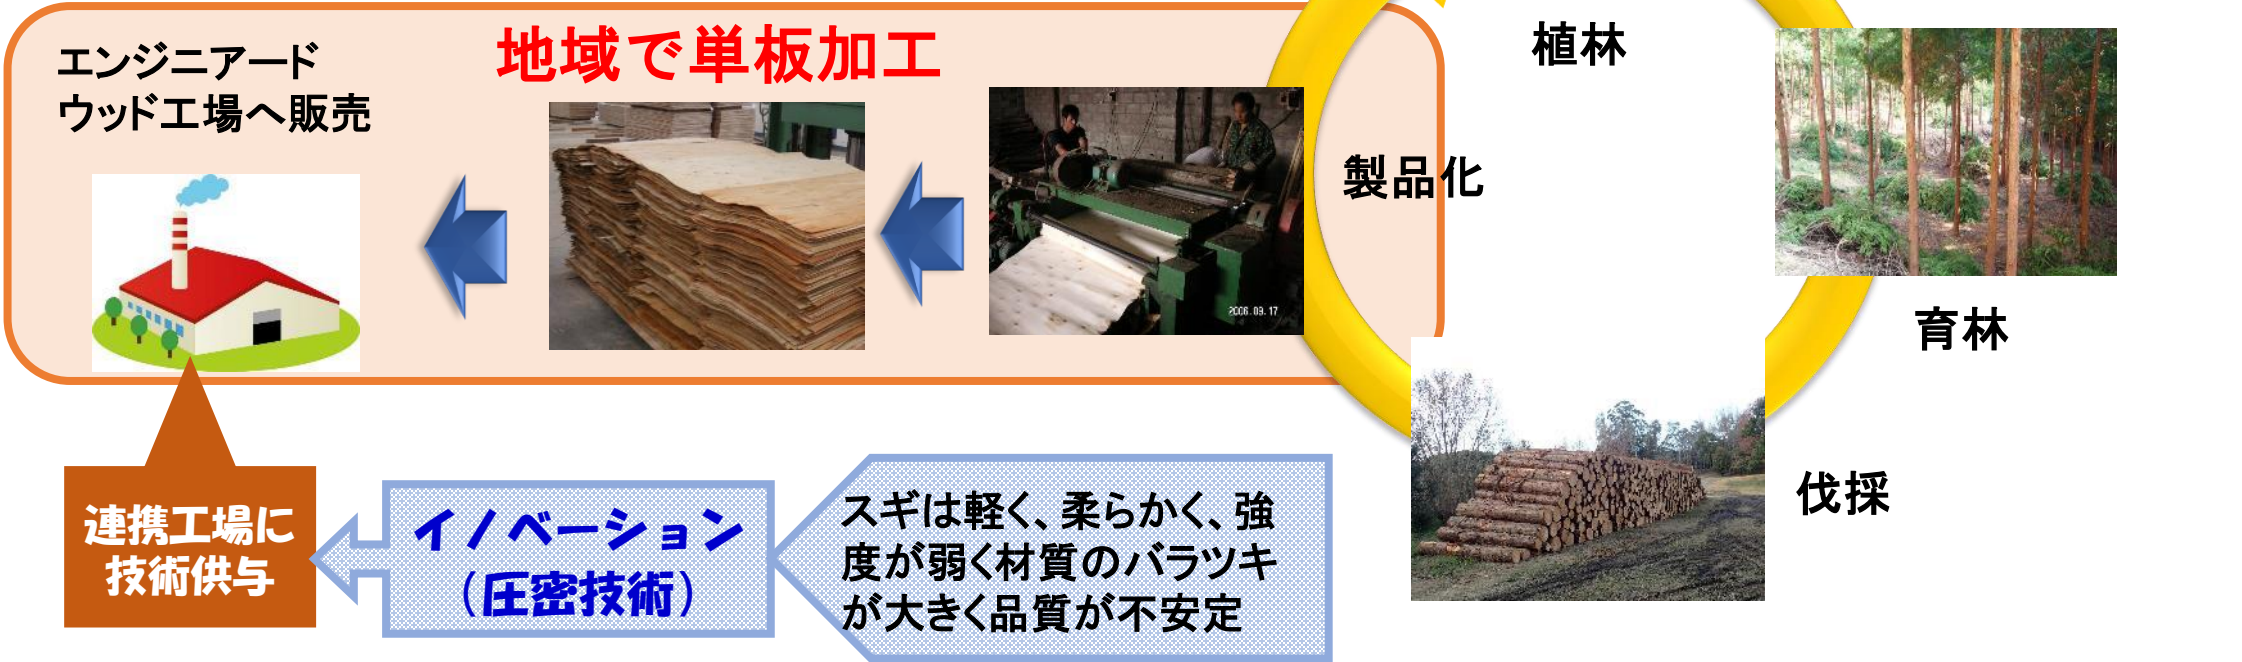 エンジニアード
ウッド工場へ販売
地域で単板加工
植林
製品化
2006.09.17
育林
伐採
連携工場に
技術供与
イノベーション
（圧密技術）
スギは軽く、柔らかく、強
度が弱く材質のバラツキ
が大きく品質が不安定